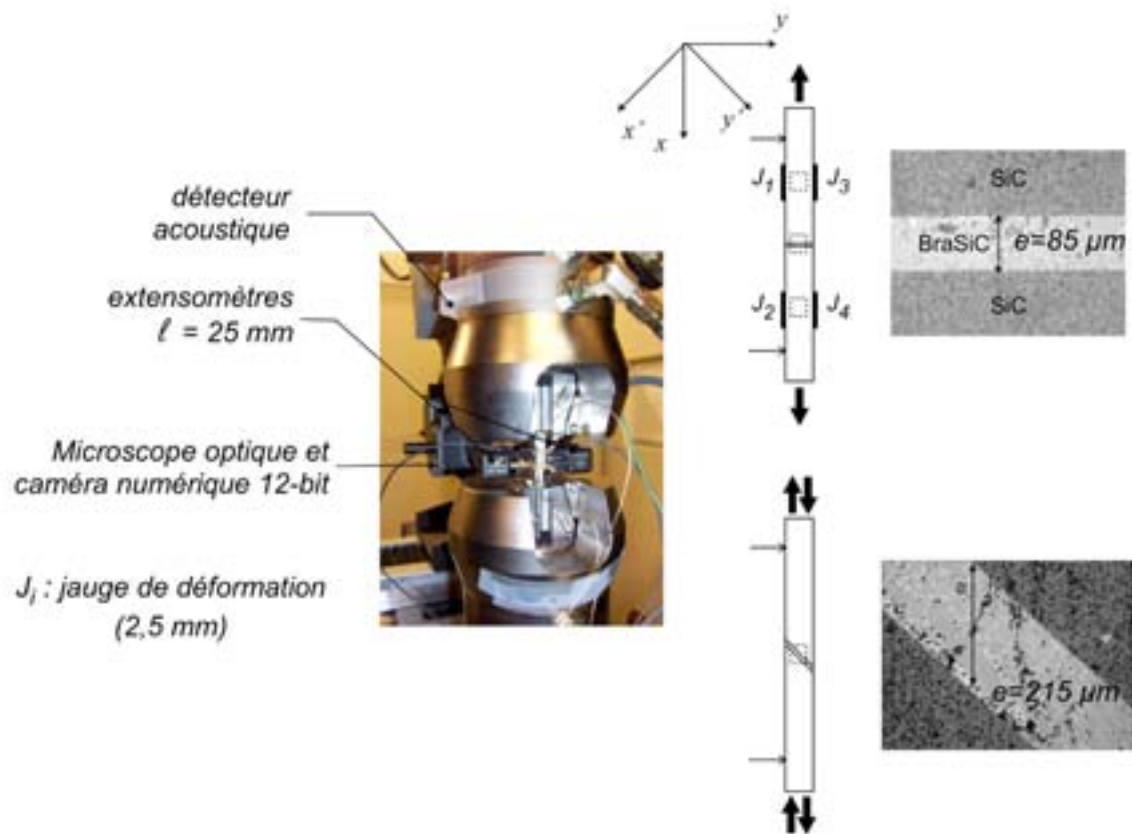 détecteur
acoustique
extensomètres
ℓ = 25 mm
Microscope optique et
caméra numérique 12-bit
Jᵢ : jauge de déformation
(2,5 mm)
y
x'
x
y'
J₁
J₃
J₂
J₄
SiC
BraSiC
e=85 µm
SiC
e
e=215 µm